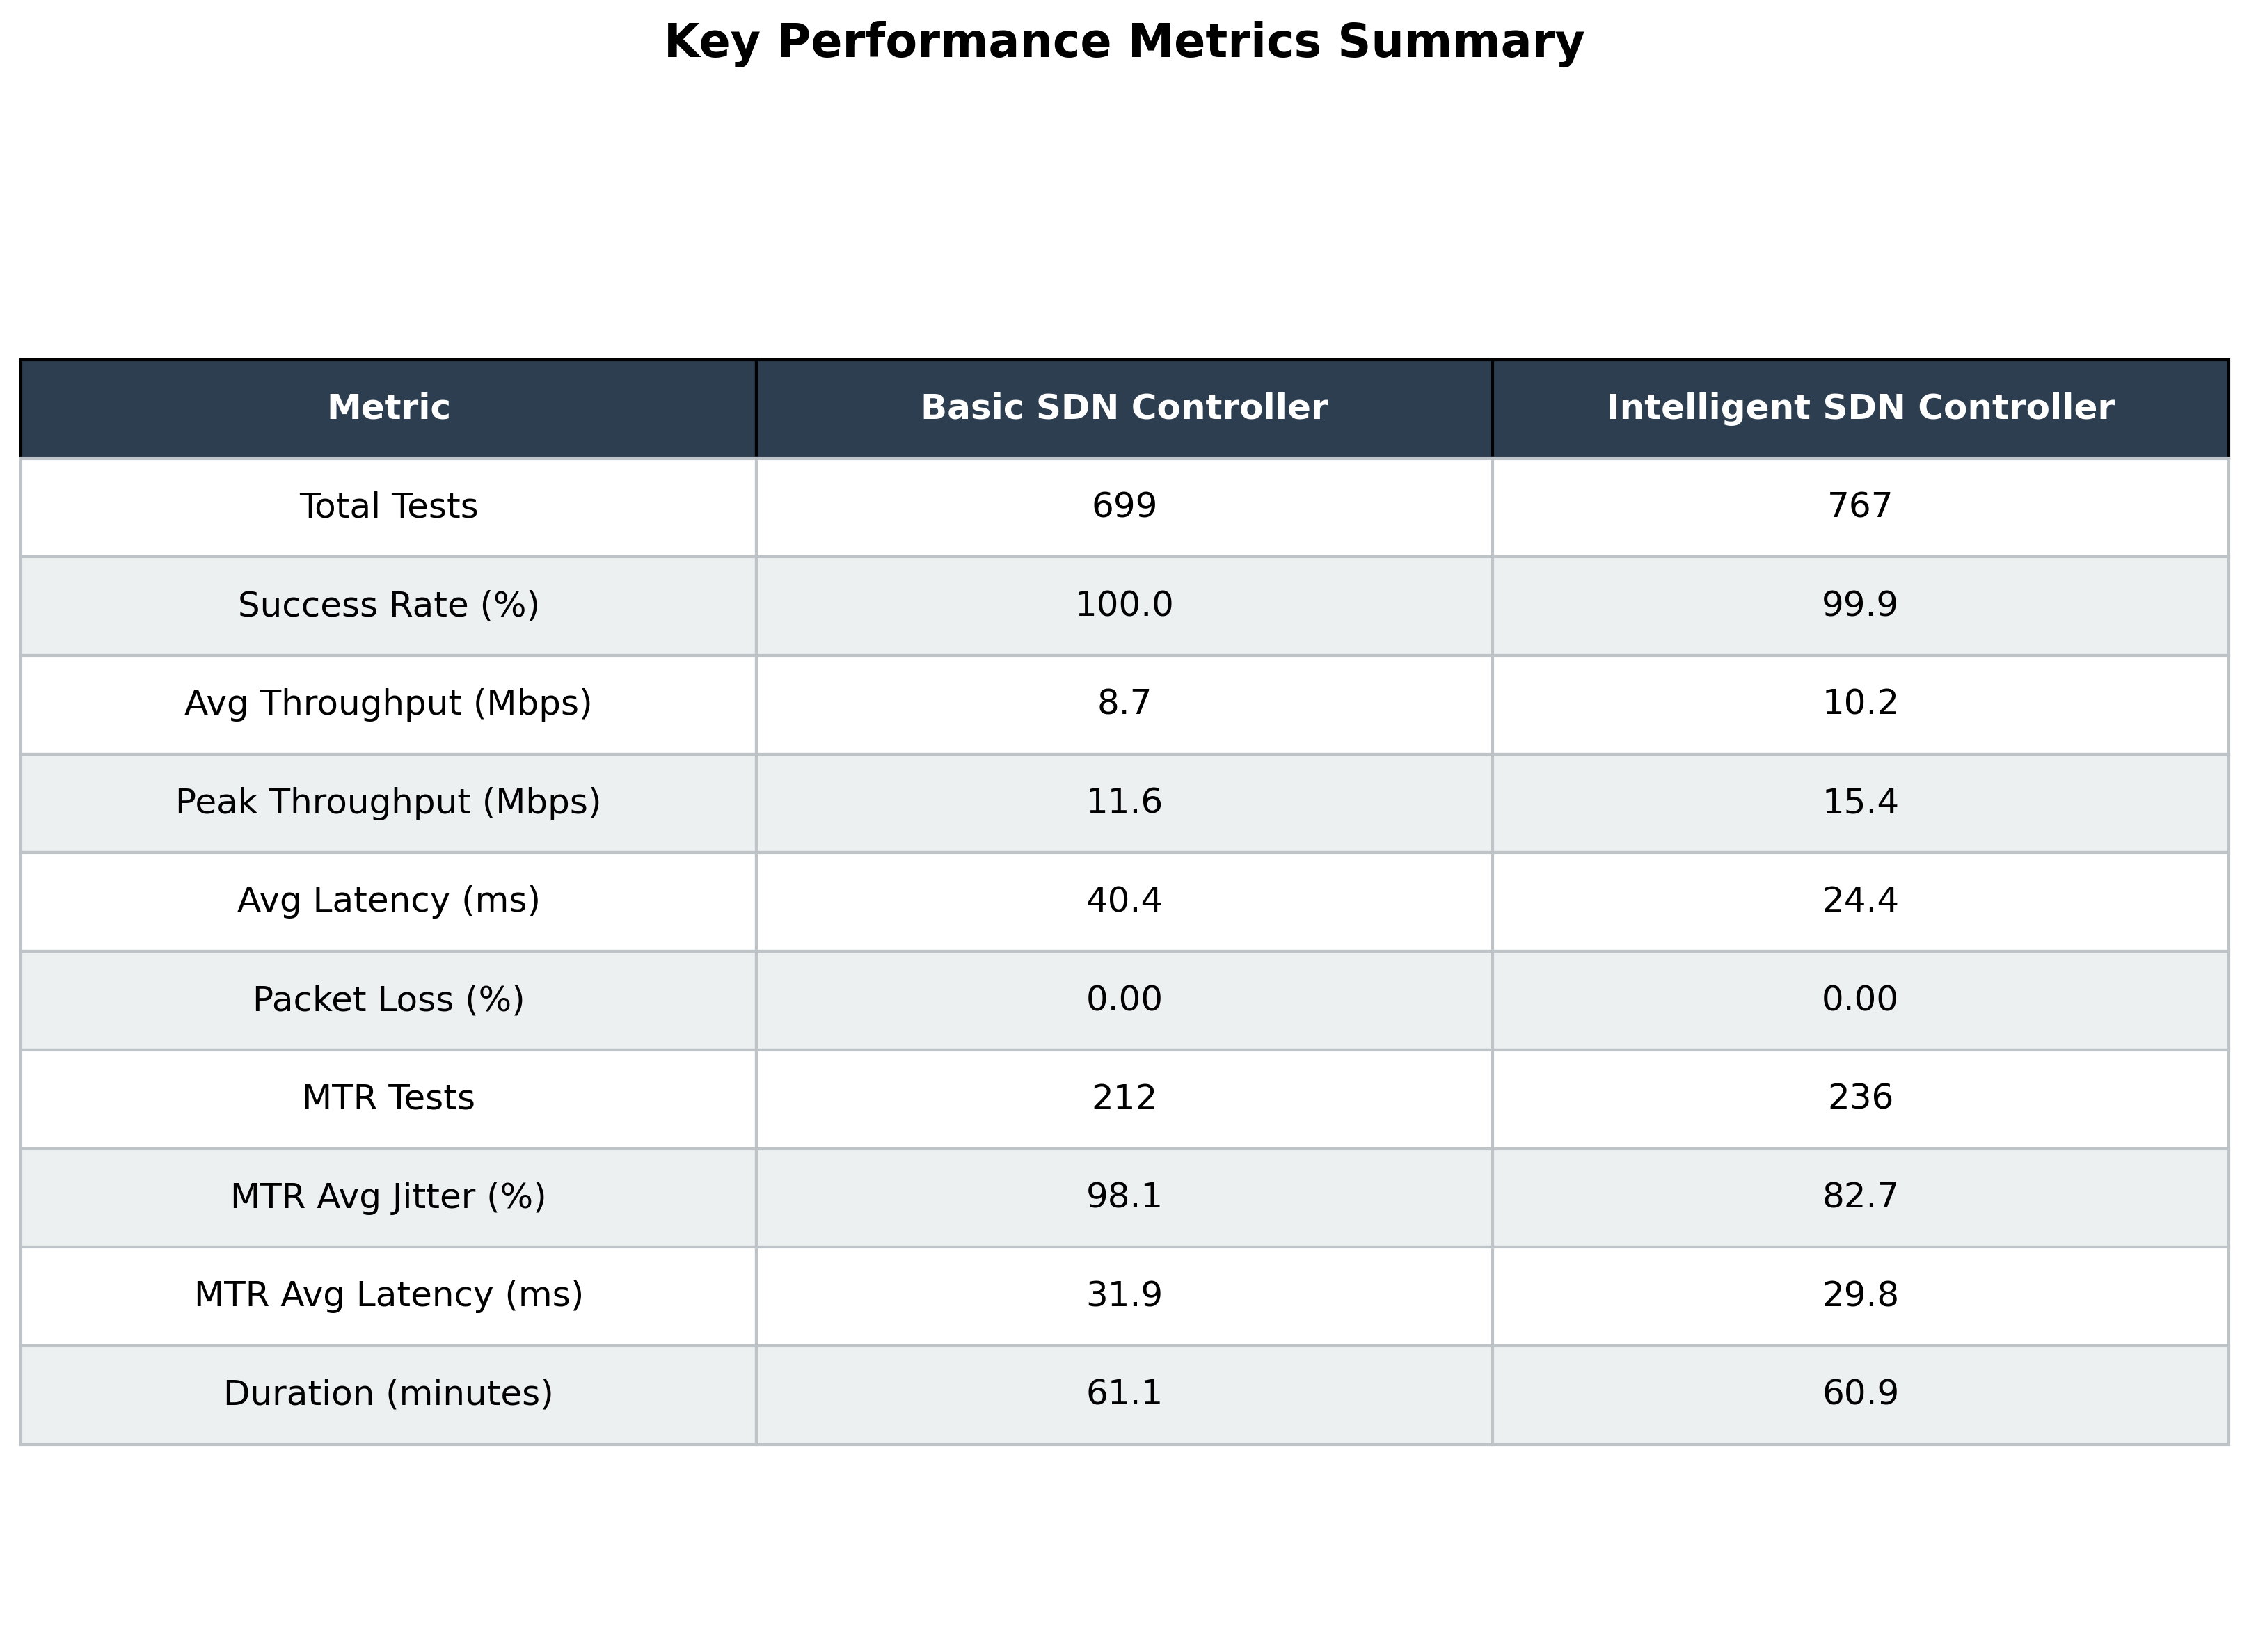 Key Performance Metrics Summary
Metric Basic SDN Controller Intelligent SDN Controller
Total Tests 699 767
Success Rate (%) 100.0 99.9
Avg Throughput (Mbps) 8.7 10.2
Peak Throughput (Mbps) 11.6 15.4
Avg Latency (ms) 40.4 24.4
Packet Loss (%) 0.00 0.00
MTR Tests 212 236
MTR Avg Jitter (%) 98.1 82.7
MTR Avg Latency (ms) 31.9 29.8
Duration (minutes) 61.1 60.9